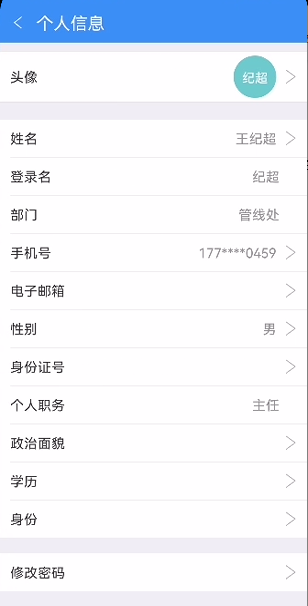 个人信息
头像 纪超
姓名 王纪超
登录名 纪超
部门 管线处
手机号 177****0459
电子邮箱
性别 男
身份证号
个人职务 主任
政治面貌
学历
身份
修改密码